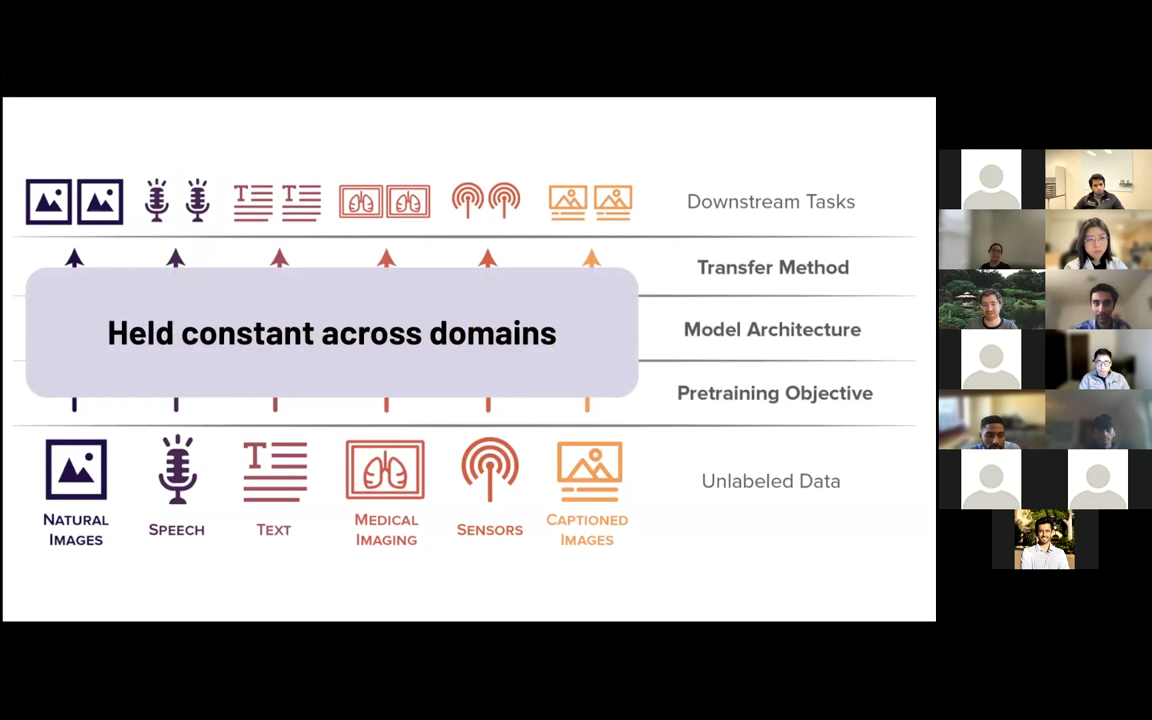 Downstream Tasks
Transfer Method
Held constant across domains
Model Architecture
Pretraining Objective
Unlabeled Data
NATURAL IMAGES
SPEECH
TEXT
MEDICAL IMAGING
SENSORS
CAPTIONED IMAGES